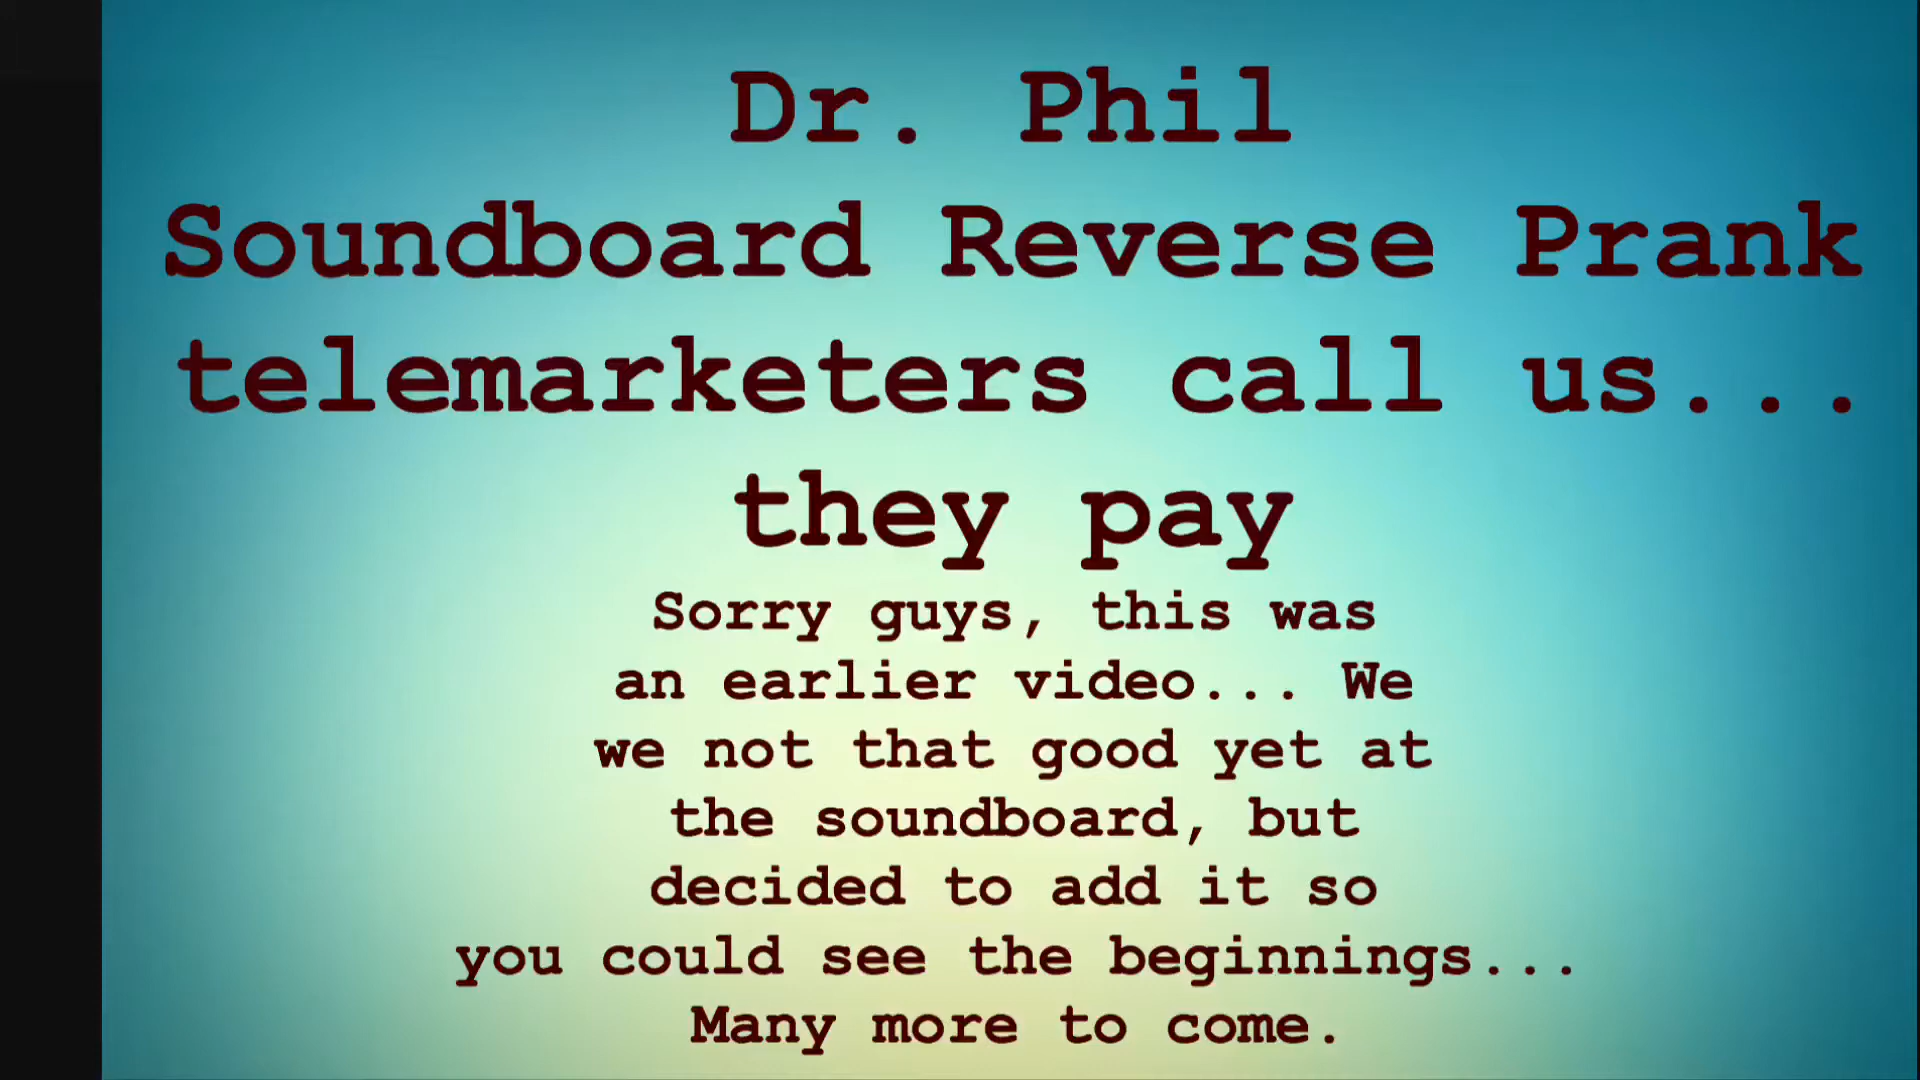 Dr. Phil
Soundboard Reverse Prank
telemarketers call us...
they pay
Sorry guys, this was
an earlier video... We
we not that good yet at
the soundboard, but
decided to add it so
you could see the beginnings...
Many more to come.